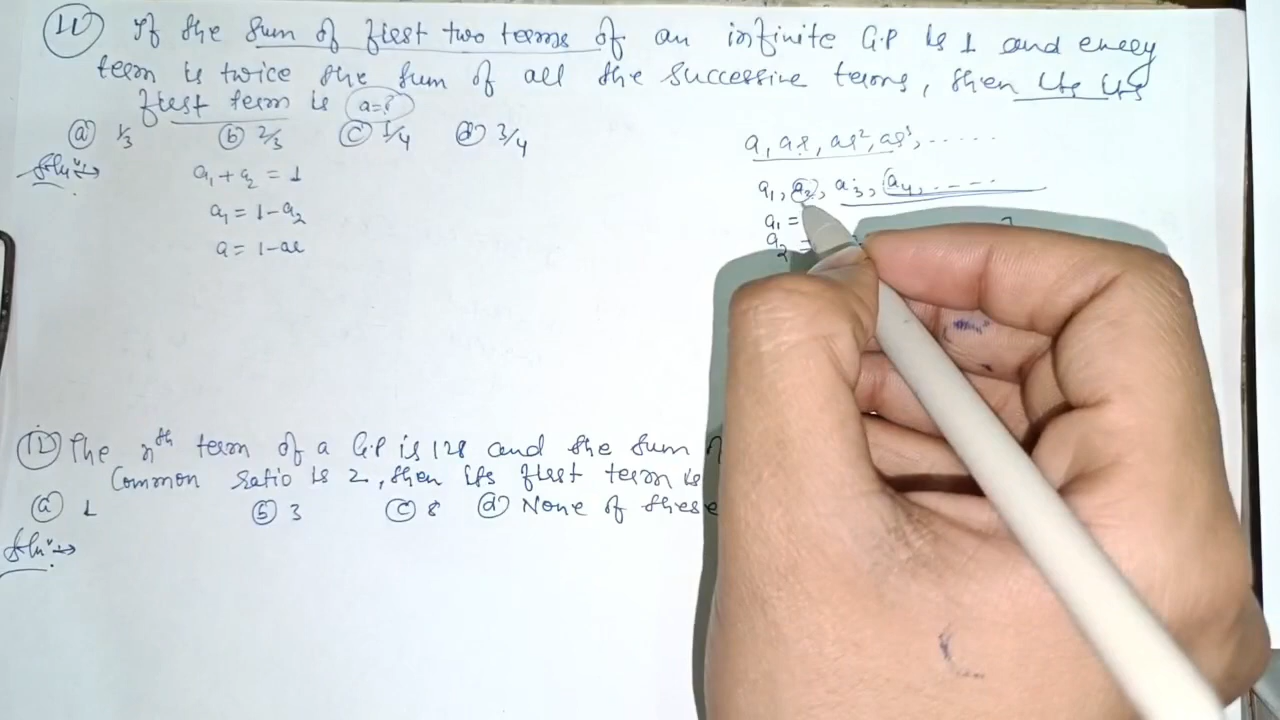 11 If the sum of first two terms of an infinite G.P is 1 and every
term is twice the sum of all the successive terms, then its its
first term is a=?
(a) 1/3 (b) 2/3 (c) 1/4 (d) 3/4
Soluⁿ→
a₁ + a₂ = 1
a₁ = 1-a₂
a = 1-ar
a, ar, ar², ar³, ......
a₁, a₂, a₃, a₄, .....
a₁ =
a₂ =
12 The nᵗʰ term of a G.P is 128 and the sum
Common ratio is 2, then its first term is
(a) 1 (b) 3 (c) 8 (d) None of these
Soluⁿ→